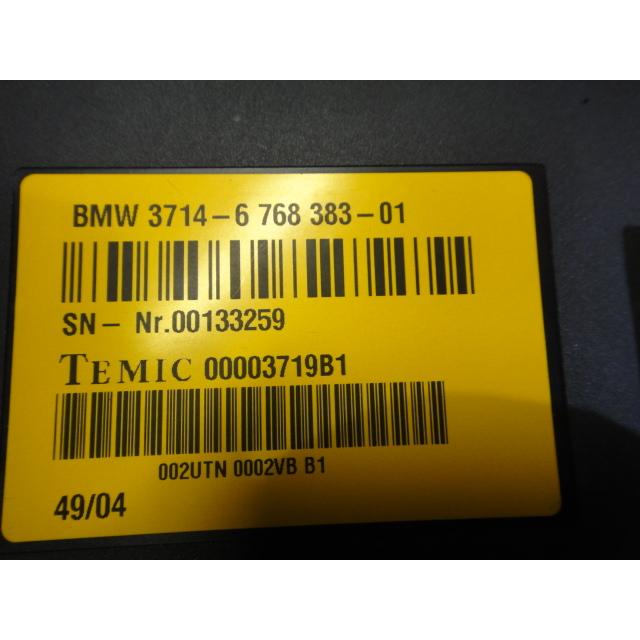 BMW 3714-6 768 383-01
SN- Nr.00133259
TEMIC 00003719B1
002UTN 0002VB B1
49/04